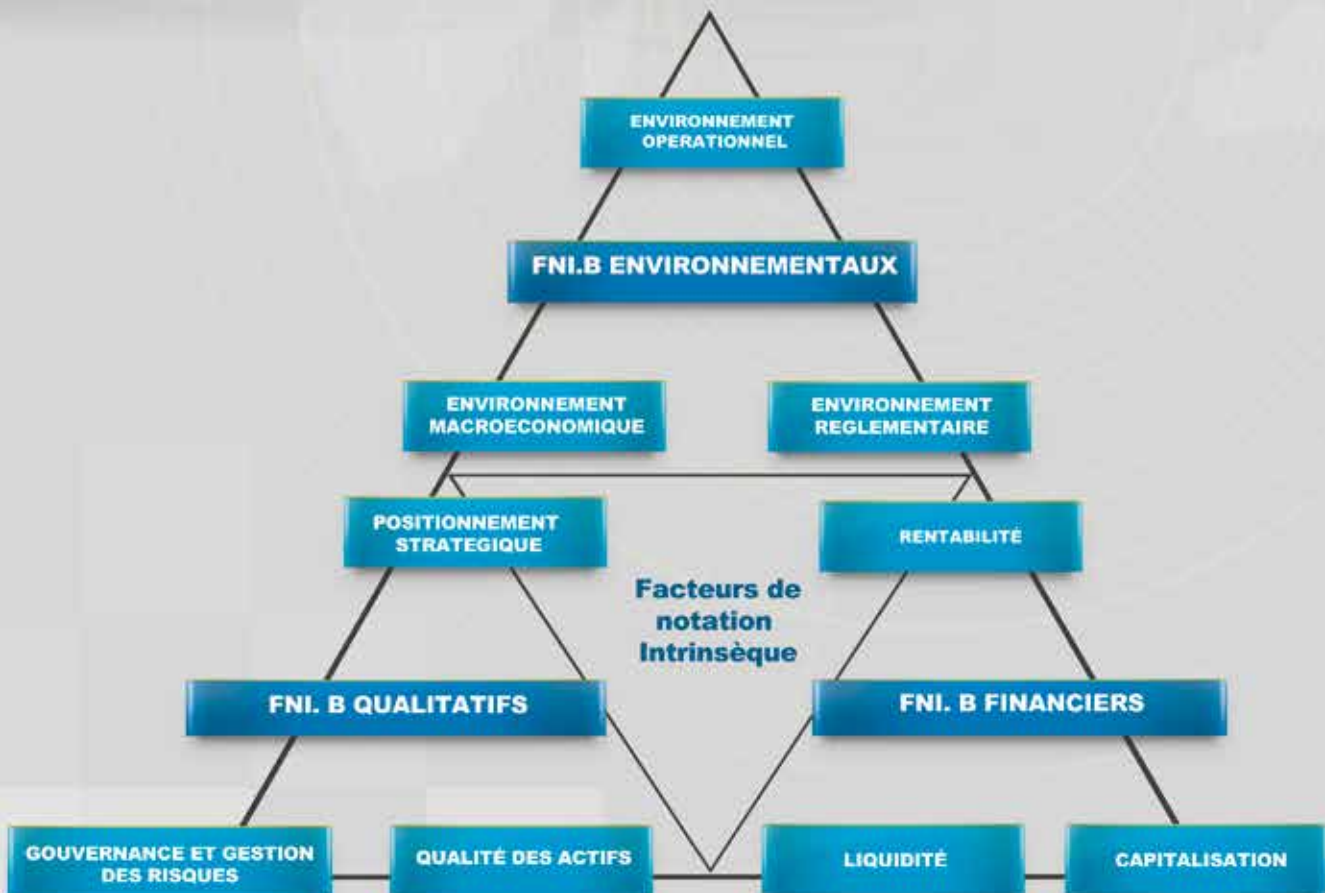 ENVIRONNEMENT
OPERATIONNEL
FNI.B ENVIRONNEMENTAUX
ENVIRONNEMENT
MACROECONOMIQUE
ENVIRONNEMENT
REGLEMENTAIRE
POSITIONNEMENT
STRATEGIQUE
RENTABILITÉ
Facteurs de
notation
Intrinsèque
FNI. B QUALITATIFS
FNI. B FINANCIERS
GOUVERNANCE ET GESTION
DES RISQUES
QUALITÉ DES ACTIFS
LIQUIDITÉ
CAPITALISATION